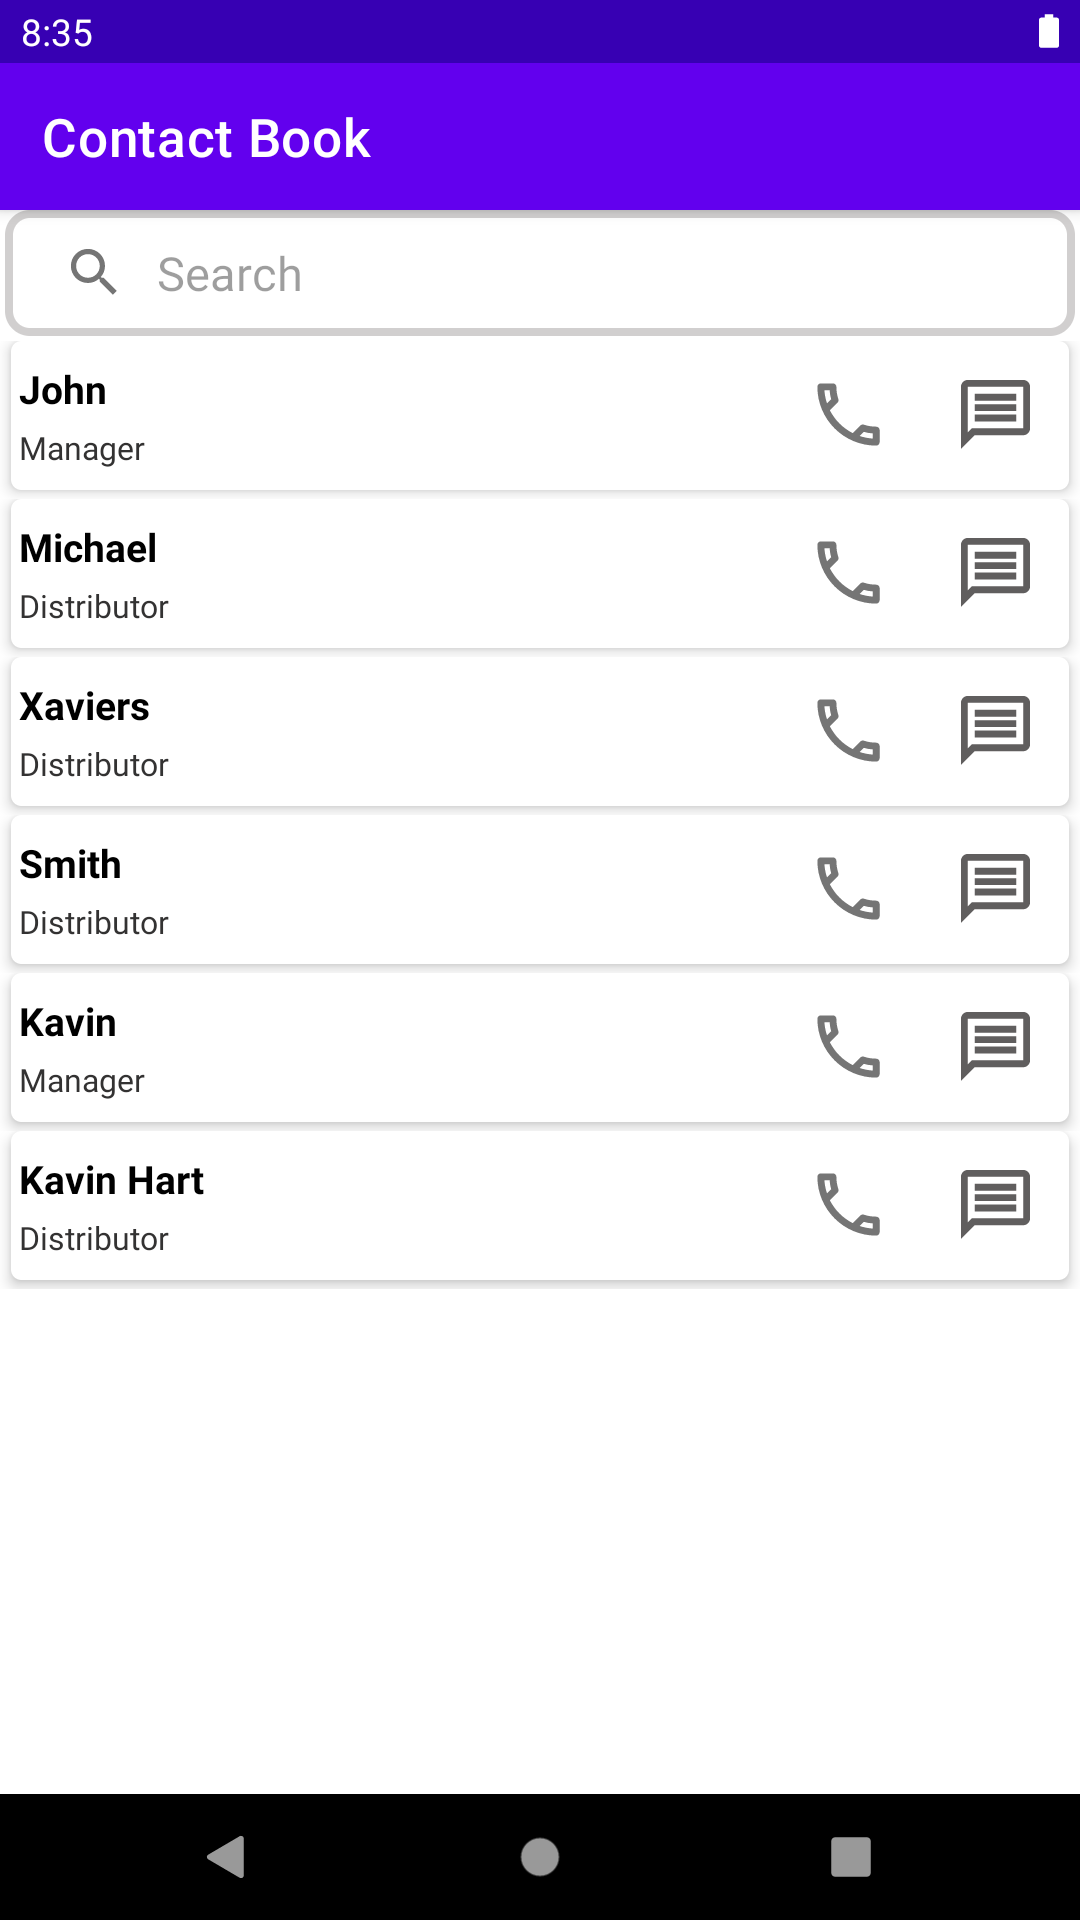 8:35
Contact Book
Search
John
Manager
Michael
Distributor
Xaviers
Distributor
Smith
Distributor
Kavin
Manager
Kavin Hart
Distributor